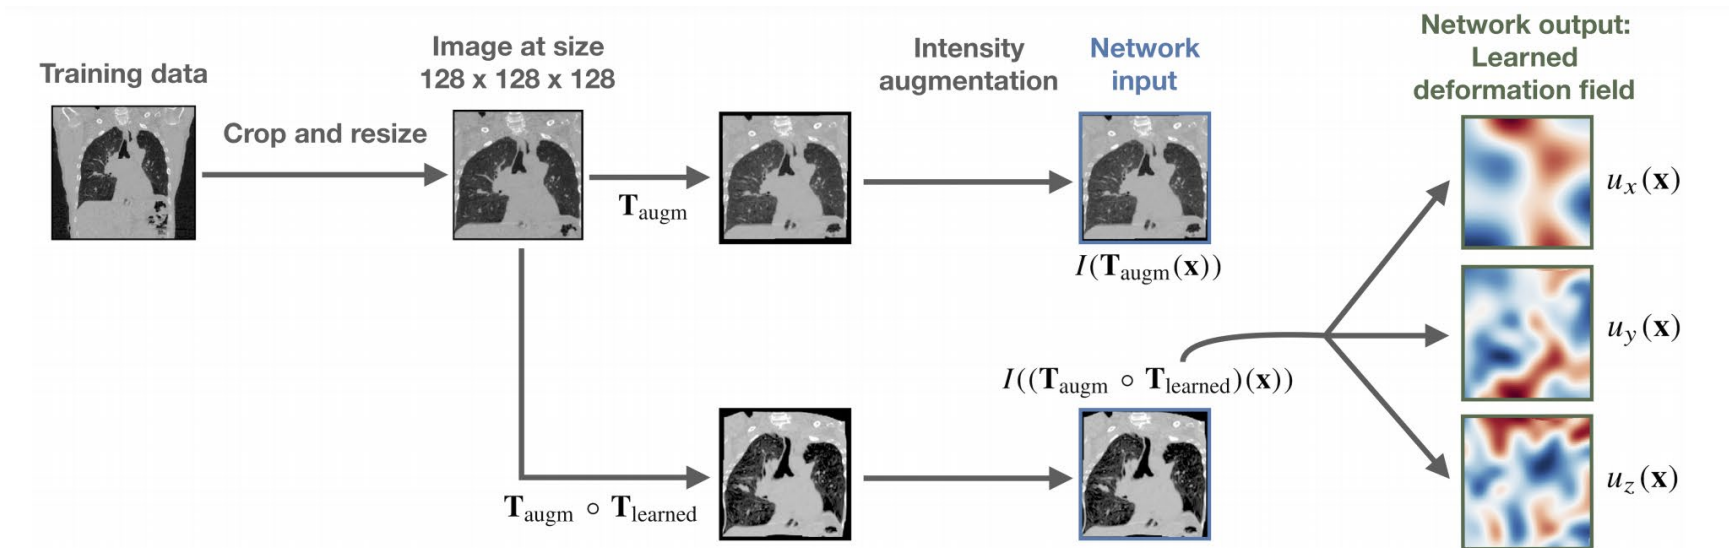 Training data
Crop and resize
Image at size
128 x 128 x 128
T_augm
T_augm ∘ T_learned
Intensity
augmentation
Network
input
I(T_augm(x))
I((T_augm ∘ T_learned)(x))
Network output:
Learned
deformation field
u_x(x)
u_y(x)
u_z(x)